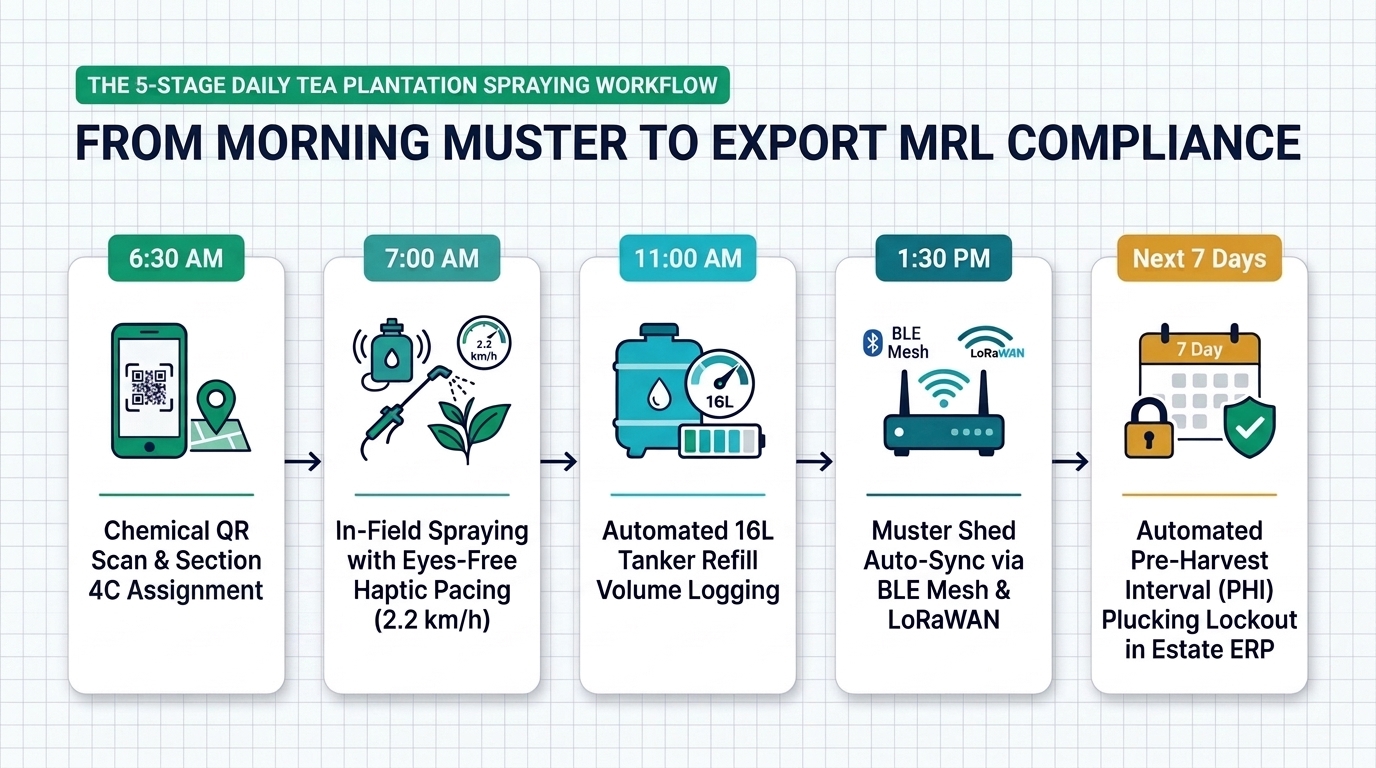 THE 5-STAGE DAILY TEA PLANTATION SPRAYING WORKFLOW
FROM MORNING MUSTER TO EXPORT MRL COMPLIANCE
6:30 AM
Chemical QR
Scan & Section
4C Assignment
7:00 AM
2.2
km/h
In-Field Spraying
with Eyes-Free
Haptic Pacing
(2.2 km/h)
11:00 AM
16L
Automated 16L
Tanker Refill
Volume Logging
1:30 PM
BLE
Mesh
LoRaWAN
Muster Shed
Auto-Sync via
BLE Mesh &
LoRaWAN
Next 7 Days
7 Day
Automated
Pre-Harvest
Interval (PHI)
Plucking Lockout
in Estate ERP